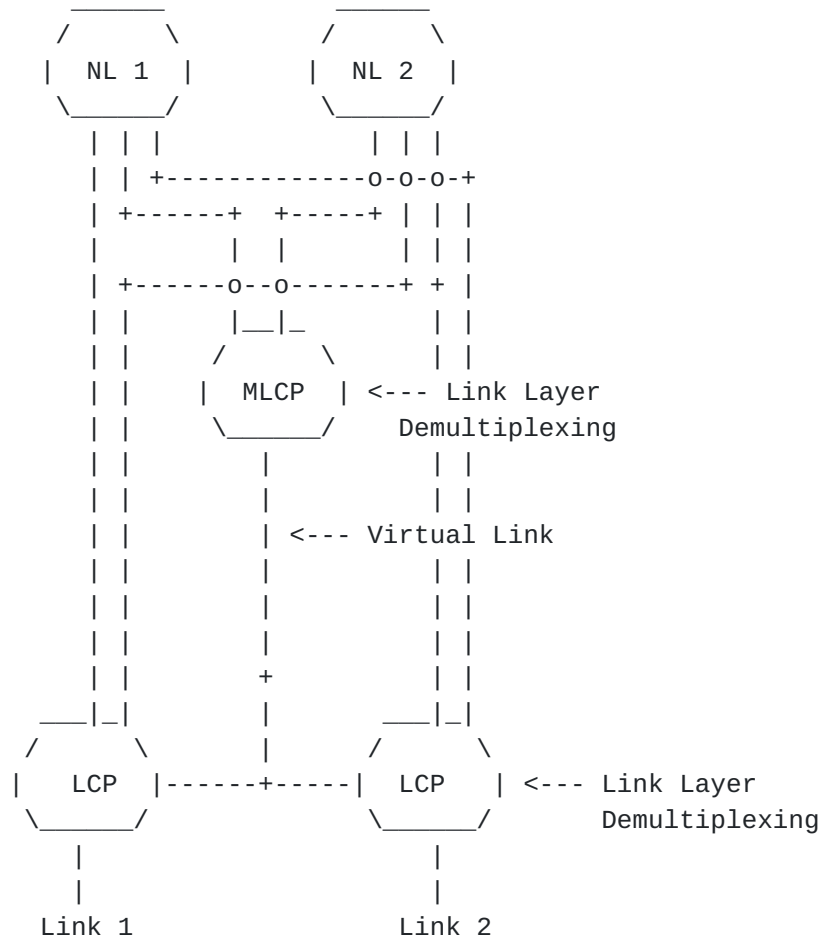 NL 1 NL 2
MLCP <--- Link Layer
Demultiplexing
<--- Virtual Link
LCP LCP <--- Link Layer
Demultiplexing
Link 1 Link 2